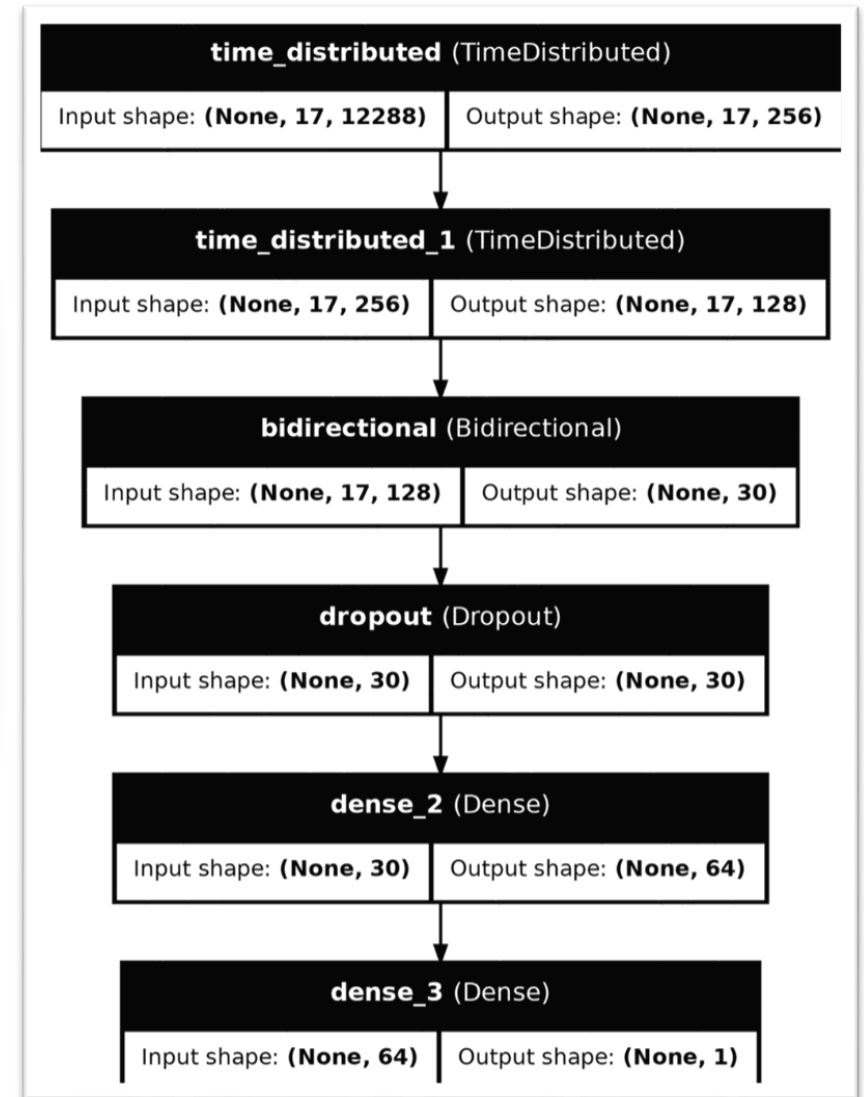 time_distributed (TimeDistributed)
Input shape: (None, 17, 12288) Output shape: (None, 17, 256)
time_distributed_1 (TimeDistributed)
Input shape: (None, 17, 256) Output shape: (None, 17, 128)
bidirectional (Bidirectional)
Input shape: (None, 17, 128) Output shape: (None, 30)
dropout (Dropout)
Input shape: (None, 30) Output shape: (None, 30)
dense_2 (Dense)
Input shape: (None, 30) Output shape: (None, 64)
dense_3 (Dense)
Input shape: (None, 64) Output shape: (None, 1)